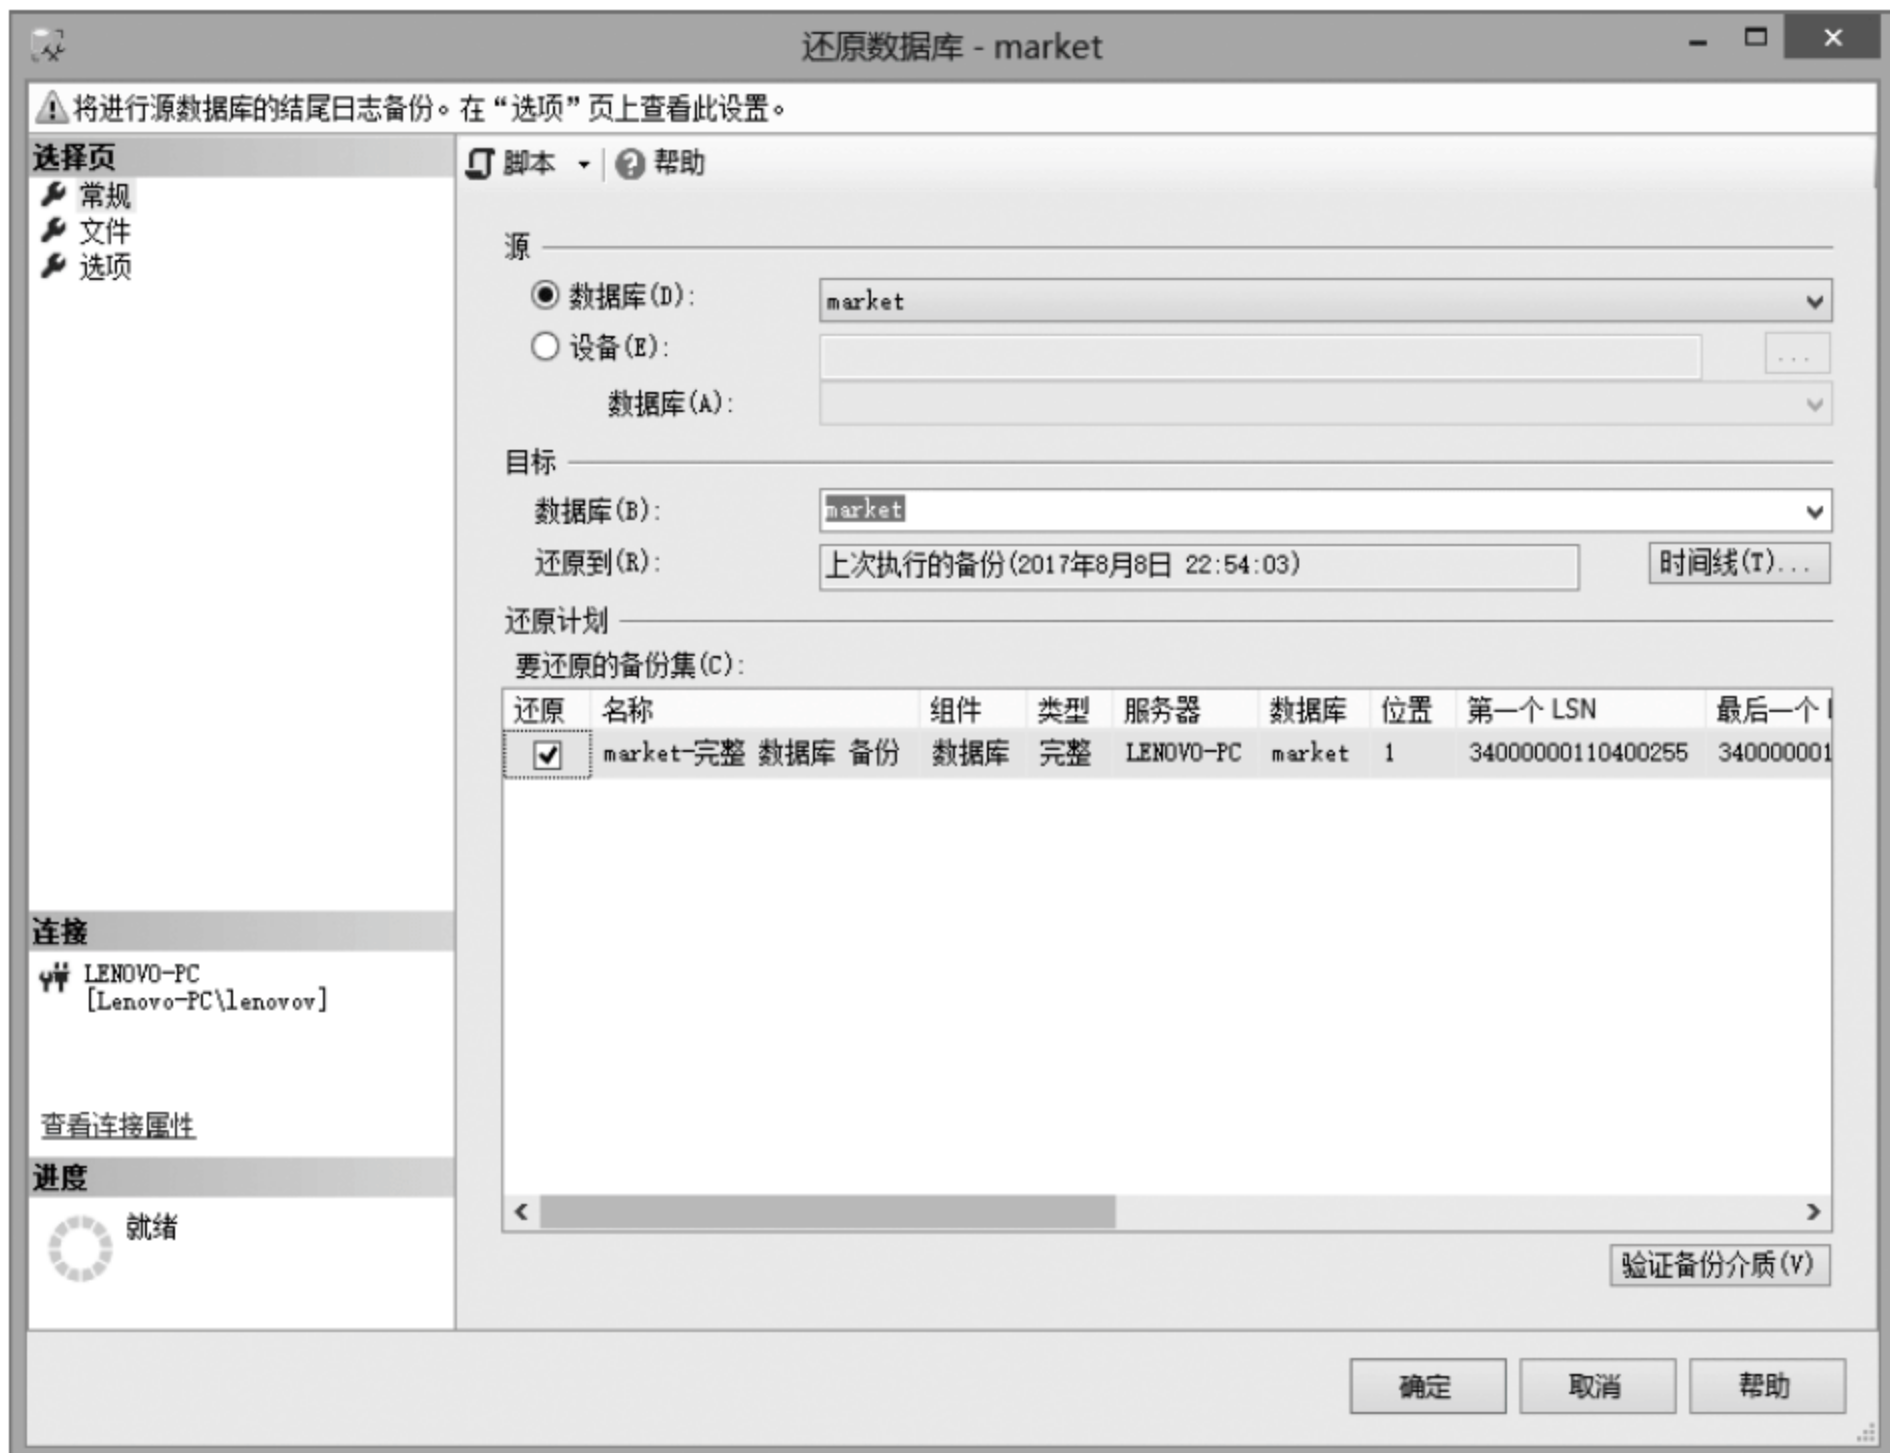 还原数据库 - market
将进行源数据库的结尾日志备份。在“选项”页上查看此设置。
选择页
常规
文件
选项
脚本 帮助
源
数据库(D): market
设备(E): ...
数据库(A):
目标
数据库(B): market
还原到(R): 上次执行的备份(2017年8月8日 22:54:03) 时间线(T)...
还原计划
要还原的备份集(C):
还原 名称 组件 类型 服务器 数据库 位置 第一个 LSN 最后一个
market-完整 数据库 备份 数据库 完整 LENOVO-PC market 1 34000000110400255 340000001
连接
LENOVO-PC
[Lenovo-PC\lenovov]
查看连接属性
进度
就绪
验证备份介质(V)
确定 取消 帮助